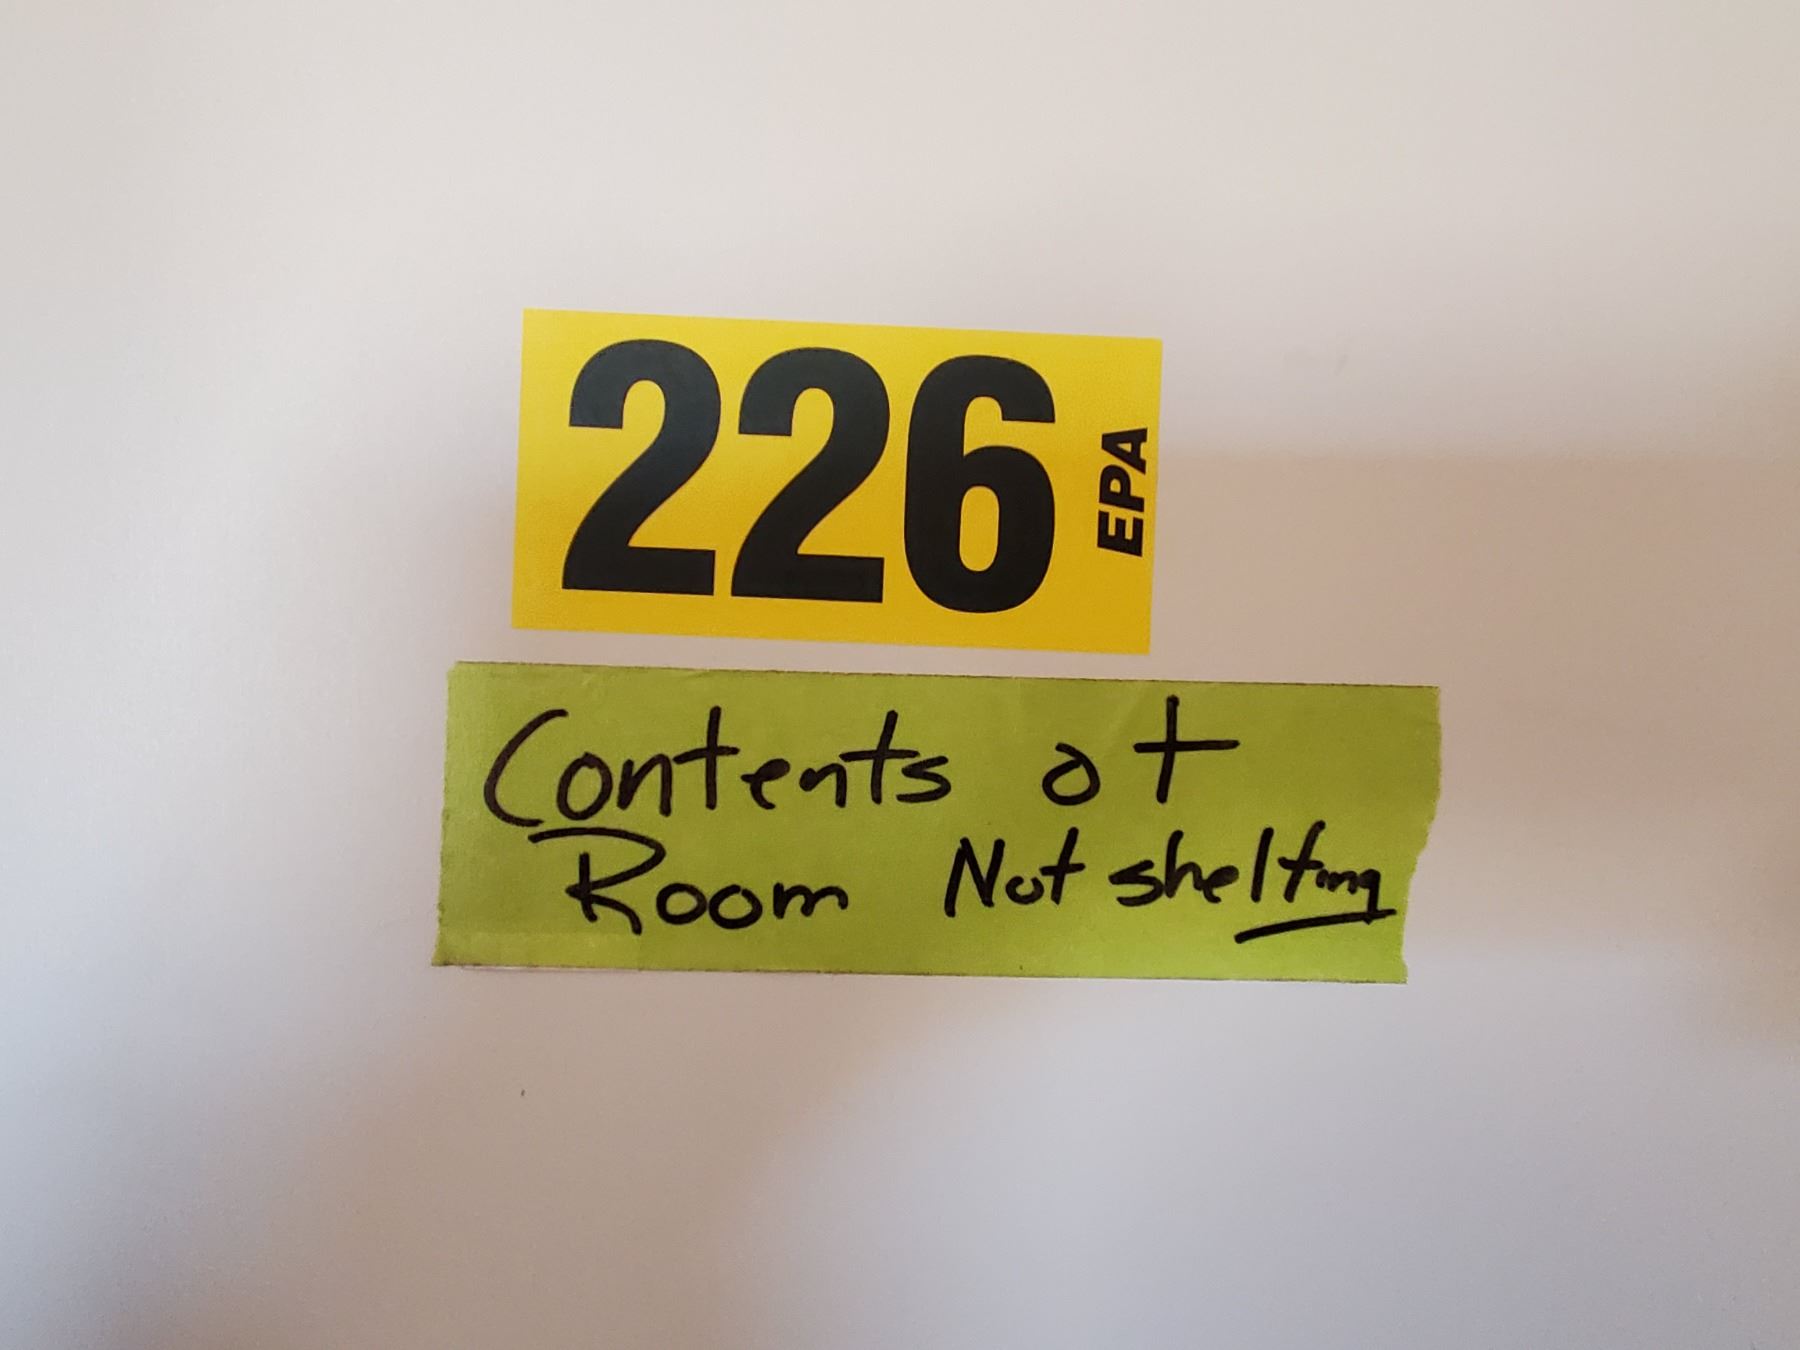 226 EPA
Contents of
Room Not shelfing